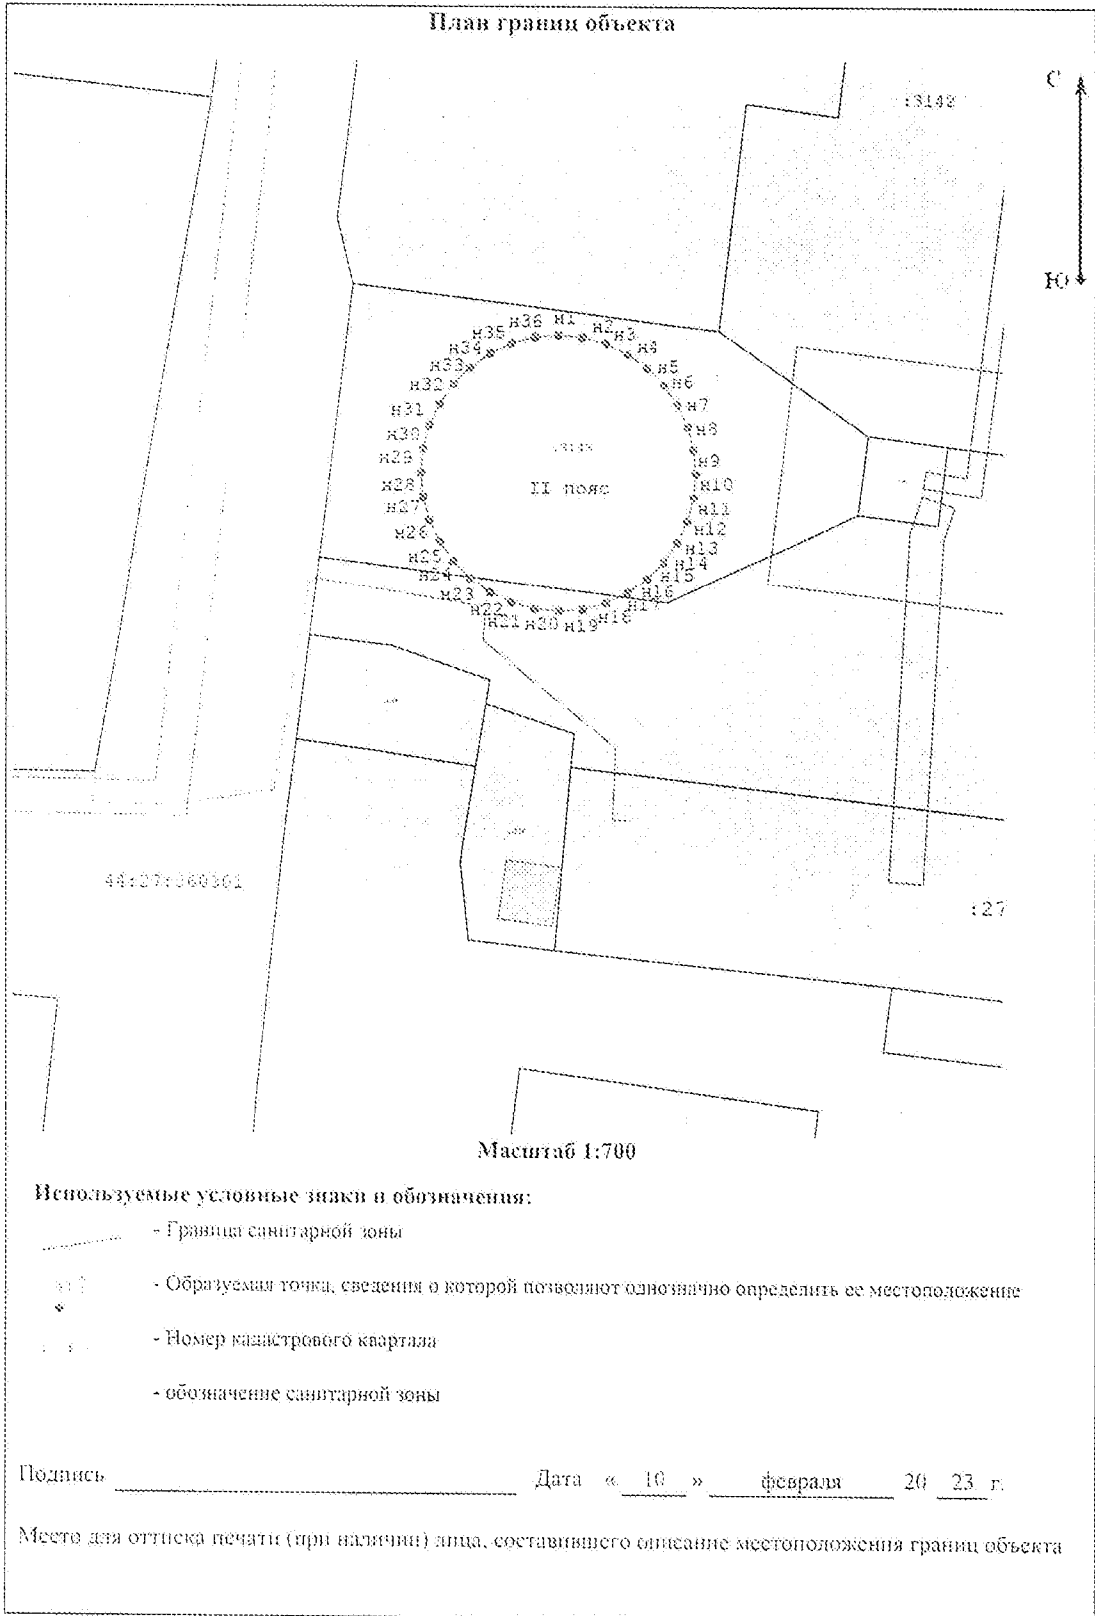 План границ объекта
С
:3142
Ю
н36 н1 н2
н35 н3
н34 н4
н33 н5
н32 н6
н31 н7
н30 н8
н29 н9
н28 н10
II пояс
н27 н11
н26 н12
н25 н13
н24 н14
н23 н15
н22 н16
н21 н20 н19 н18 н17
44:27:060301
:27
Масштаб 1:700
Используемые условные знаки и обозначения:
- Граница санитарной зоны
- Образуемая точка, сведения о которой позволяют однозначно определить ее местоположение
- Номер кадастрового квартала
- обозначение санитарной зоны
Подпись Дата « 10 » февраля 20 23 г.
Место для оттиска печати (при наличии) лица, составившего описание местоположения границ объекта